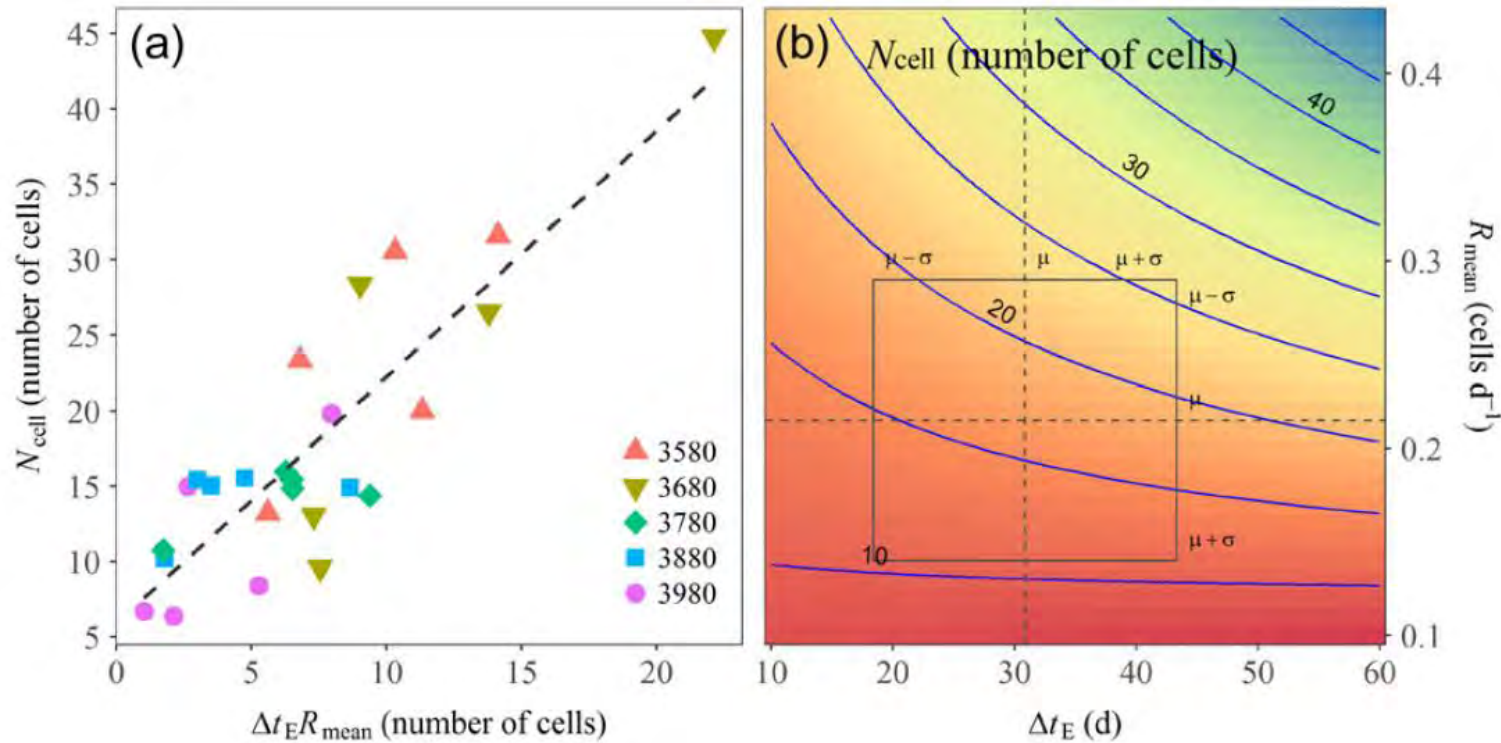 (a)
45
40
35
30
25
20
15
10
5
N_cell (number of cells)
3580
3680
3780
3880
3980
0
5
10
15
20
Δt_E R_mean (number of cells)
(b) N_cell (number of cells)
40
30
20
10
μ − σ
μ
μ + σ
μ − σ
μ
μ + σ
0.4
0.3
0.2
0.1
R_mean (cells d⁻¹)
10
20
30
40
50
60
Δt_E (d)